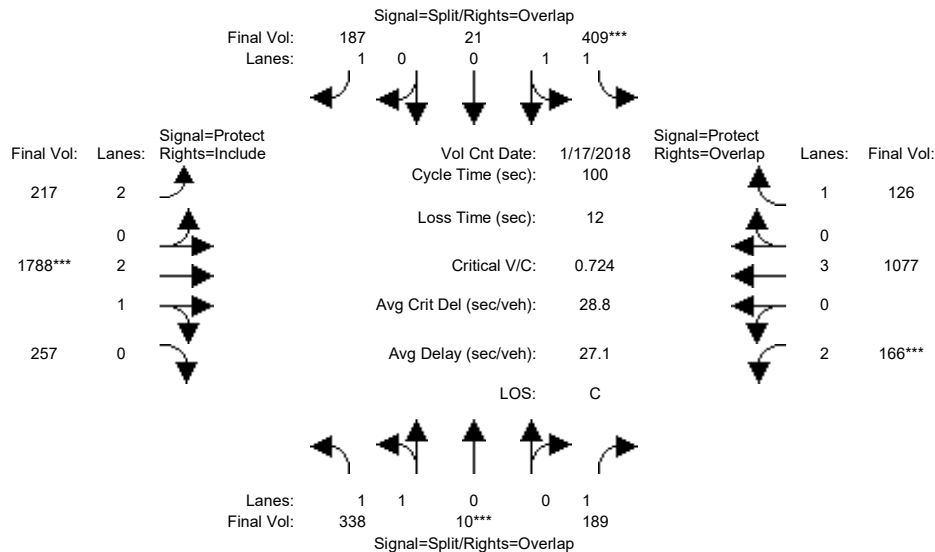 Signal=Split/Rights=Overlap
Final Vol: 187 21 409***
Lanes: 1 0 0 1 1
Signal=Protect Signal=Protect
Final Vol: Lanes: Rights=Include Vol Cnt Date: 1/17/2018 Rights=Overlap Lanes: Final Vol:
Cycle Time (sec): 100
217 2 1 126
Loss Time (sec): 12
0 0
1788*** 2 Critical V/C: 0.724 3 1077
1 Avg Crit Del (sec/veh): 28.8 0
257 0 Avg Delay (sec/veh): 27.1 2 166***
LOS: C
Lanes: 1 1 0 0 1
Final Vol: 338 10*** 189
Signal=Split/Rights=Overlap